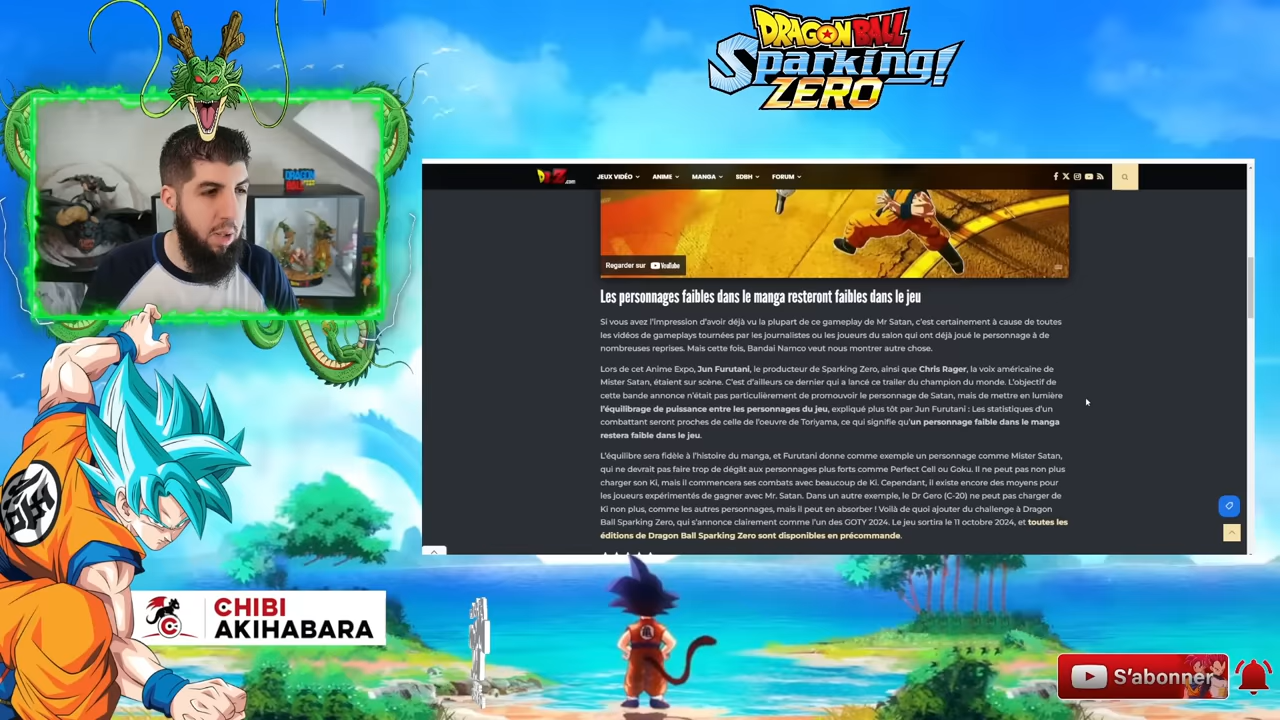 DRAGON BALL
Sparking!
ZERO
JEUX VIDÉO
ANIME
MANGA
SDBH
FORUM
DRAGON
BALL
Regarder sur
YouTube
Les personnages faibles dans le manga resteront faibles dans le jeu
Si vous avez l'impression d'avoir déjà vu la plupart de ce gameplay de Mr Satan, c'est certainement à cause de toutes
les vidéos de gameplays tournées par les journalistes ou les joueurs du salon qui ont déjà joué le personnage à de
nombreuses reprises. Mais cette fois, Bandai Namco veut nous montrer autre chose.
Lors de cet Anime Expo, Jun Furutani, le producteur de Sparking Zero, ainsi que Chris Rager, la voix américaine de
Mister Satan, étaient sur scène. C'est d'ailleurs ce dernier qui a lancé ce trailer du champion du monde. L'objectif de
cette bande annonce n'était pas particulièrement de promouvoir le personnage de Satan, mais de mettre en lumière
l'équilibrage de puissance entre les personnages du jeu, expliqué plus tôt par Jun Furutani : Les statistiques d'un
combattant seront proches de celle de l'oeuvre de Toriyama, ce qui signifie qu'un personnage faible dans le manga
restera faible dans le jeu.
L'équilibre sera fidèle à l'histoire du manga, et Furutani donne comme exemple un personnage comme Mister Satan,
qui ne devrait pas faire trop de dégât aux personnages plus forts comme Perfect Cell ou Goku. Il ne peut pas non plus
charger son Ki, mais il commencera ses combats avec beaucoup de Ki. Cependant, il existe encore des moyens pour
les joueurs expérimentés de gagner avec Mr. Satan. Dans un autre exemple, le Dr Gero (C-20) ne peut pas charger de
Ki non plus, comme les autres personnages, mais il peut en absorber ! Voilà de quoi ajouter du challenge à Dragon
Ball Sparking Zero, qui s'annonce clairement comme l'un des GOTY 2024. Le jeu sortira le 11 octobre 2024, et toutes les
éditions de Dragon Ball Sparking Zero sont disponibles en précommande.
CHIBI
AKIHABARA
S'abonner